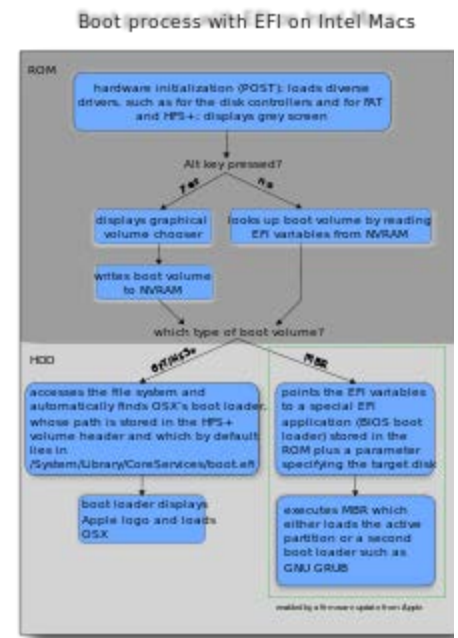 Boot process with EFI on Intel Macs
ROM
hardware initialization (POST); loads diverse
drivers, such as for the disk controllers and for FAT
and HFS+; displays grey screen
Alt key pressed?
yes
no
displays graphical
volume chooser
looks up boot volume by reading
EFI variables from NVRAM
writes boot volume
to NVRAM
which type of boot volume?
HDD
MBR
accesses the file system and
automatically finds OSX's boot loader,
whose path is stored in the HFS+
volume header and which by default
lies in
/System/Library/CoreServices/boot.efi
points the EFI variables
to a special EFI
application (BIOS boot
loader) stored in the
ROM plus a parameter
specifying the target disk
boot loader displays
Apple logo and loads
OSX
executes MBR which
either loads the active
partition or a second
boot loader such as
GNU GRUB
enabled by a firmware update from Apple